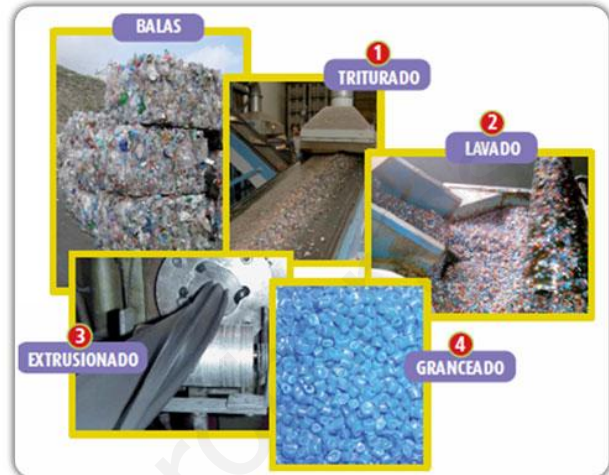 BALAS
1
TRITURADO
2
LAVADO
3
EXTRUSIONADO
4
GRANCEADO